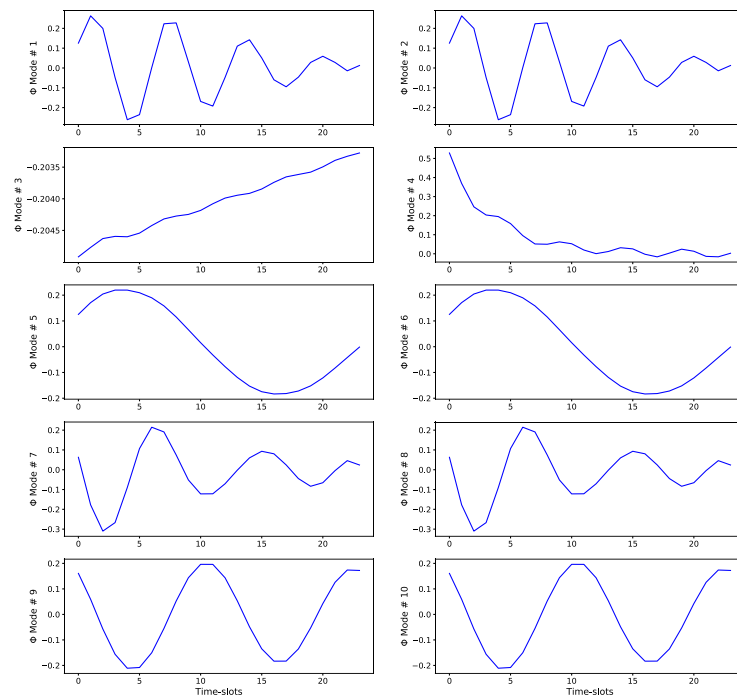 Φ Mode # 1
0.2
0.1
0.0
−0.1
−0.2
0 5 10 15 20
Φ Mode # 2
0.2
0.1
0.0
−0.1
−0.2
0 5 10 15 20
Φ Mode # 3
−0.2035
−0.2040
−0.2045
0 5 10 15 20
Φ Mode # 4
0.5
0.4
0.3
0.2
0.1
0.0
0 5 10 15 20
Φ Mode # 5
0.2
0.1
0.0
−0.1
−0.2
0 5 10 15 20
Φ Mode # 6
0.2
0.1
0.0
−0.1
−0.2
0 5 10 15 20
Φ Mode # 7
0.2
0.1
0.0
−0.1
−0.2
−0.3
0 5 10 15 20
Φ Mode # 8
0.2
0.1
0.0
−0.1
−0.2
−0.3
0 5 10 15 20
Φ Mode # 9
0.2
0.1
0.0
−0.1
−0.2
0 5 10 15 20
Time-slots
Φ Mode # 10
0.2
0.1
0.0
−0.1
−0.2
0 5 10 15 20
Time-slots